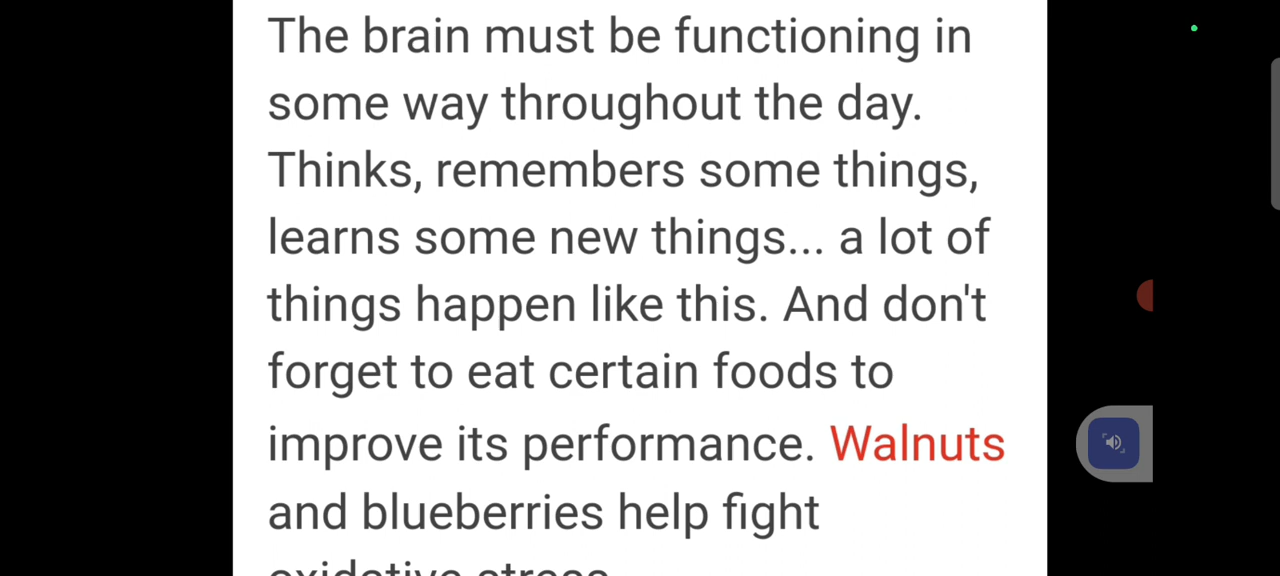 The brain must be functioning in
some way throughout the day.
Thinks, remembers some things,
learns some new things... a lot of
things happen like this. And don't
forget to eat certain foods to
improve its performance. Walnuts
and blueberries help fight
oxidative stress